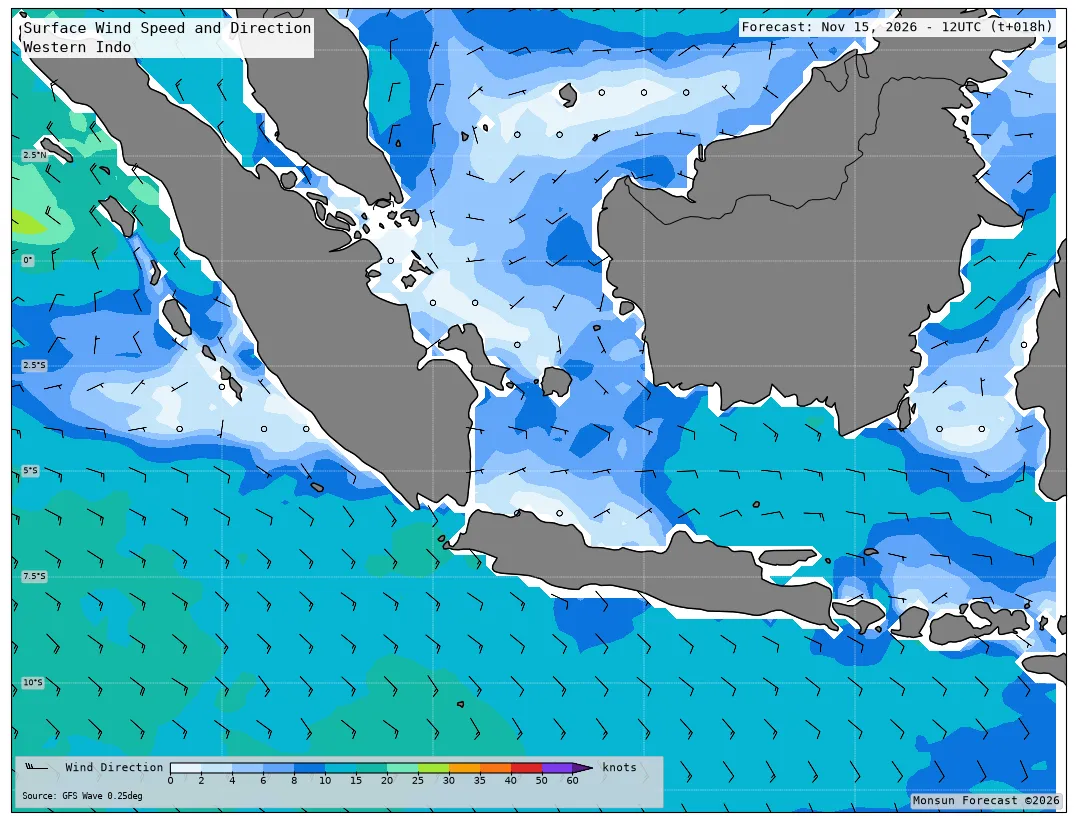 Surface Wind Speed and Direction
Western Indo
Forecast: Nov 15, 2026 - 12UTC (t+018h)
2.5°N
0°
2.5°S
5°S
7.5°S
10°S
Wind Direction
0 2 4 6 8 10 15 20 25 30 35 40 50 60
knots
Source: GFS Wave 0.25deg
Monsun Forecast ©2026